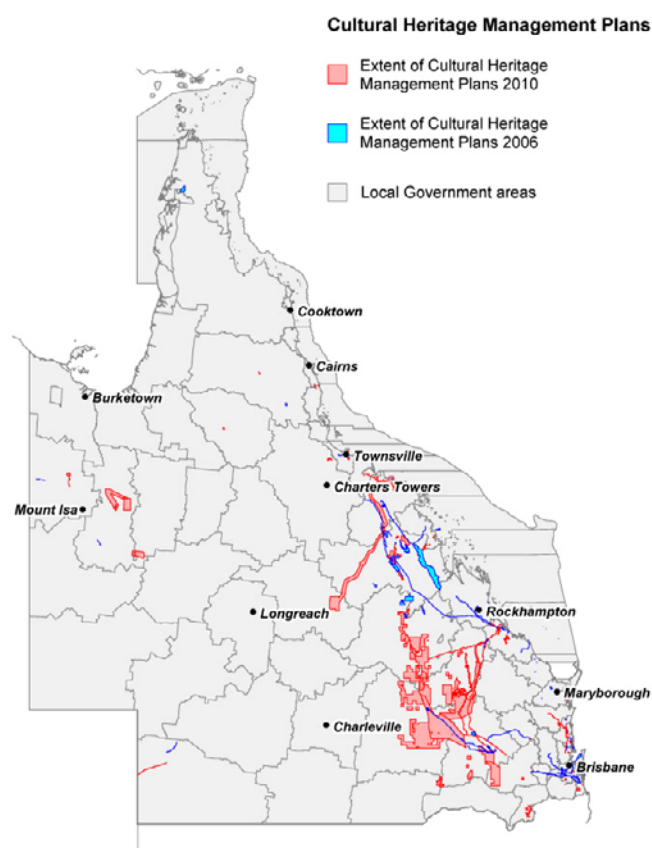 Cultural Heritage Management Plans
Extent of Cultural Heritage
Management Plans 2010
Extent of Cultural Heritage
Management Plans 2006
Local Government areas
Cooktown
Cairns
Burketown
Townsville
Charters Towers
Mount Isa
Longreach
Rockhampton
Maryborough
Charleville
Brisbane